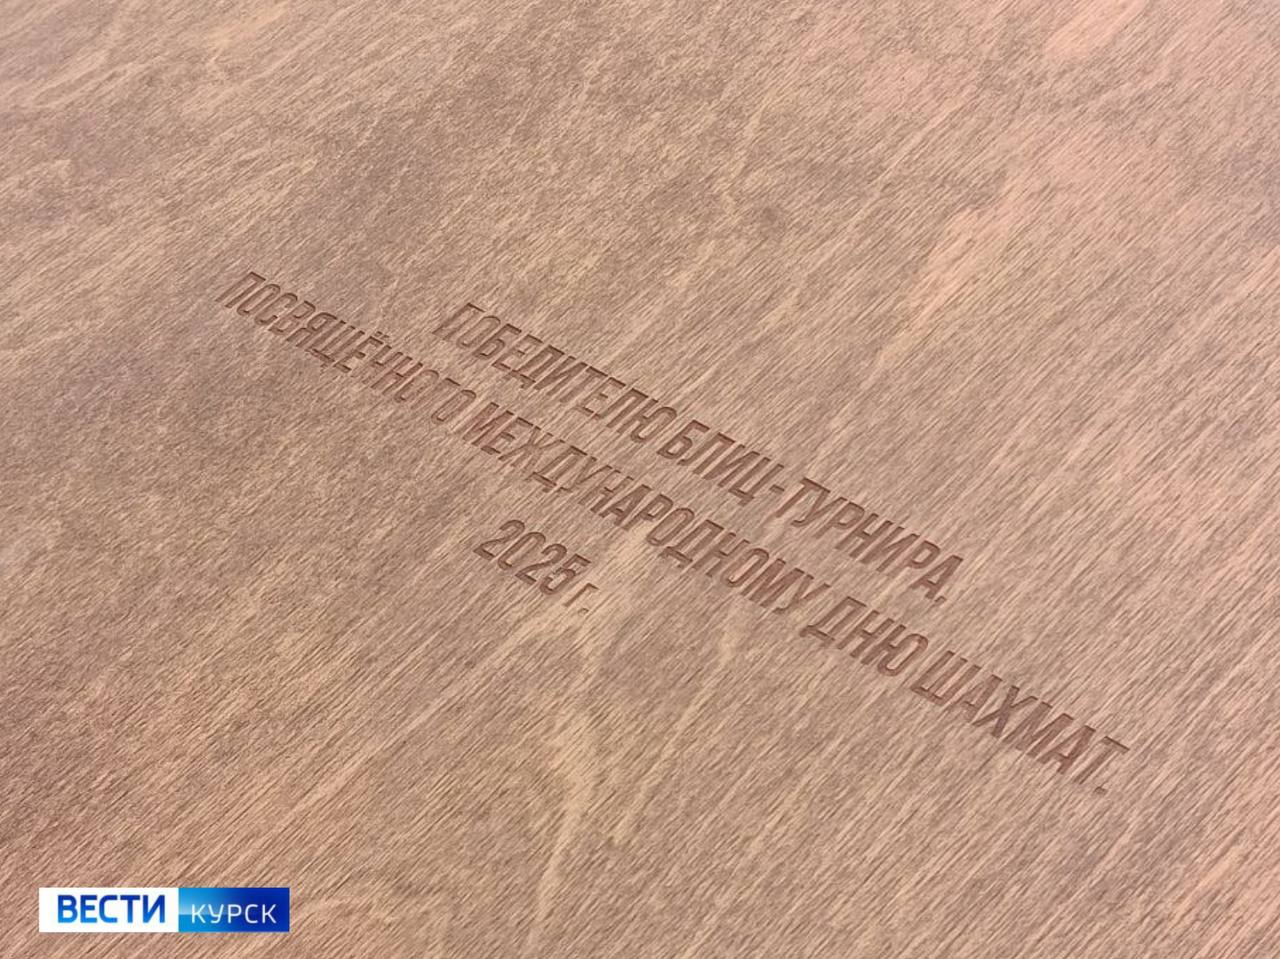 ПОБЕДИТЕЛЮ БЛИЦ-ТУРНИРА,
ПОСВЯЩЁННОГО МЕЖДУНАРОДНОМУ ДНЮ ШАХМАТ.
2025 г.
ВЕСТИ КУРСК